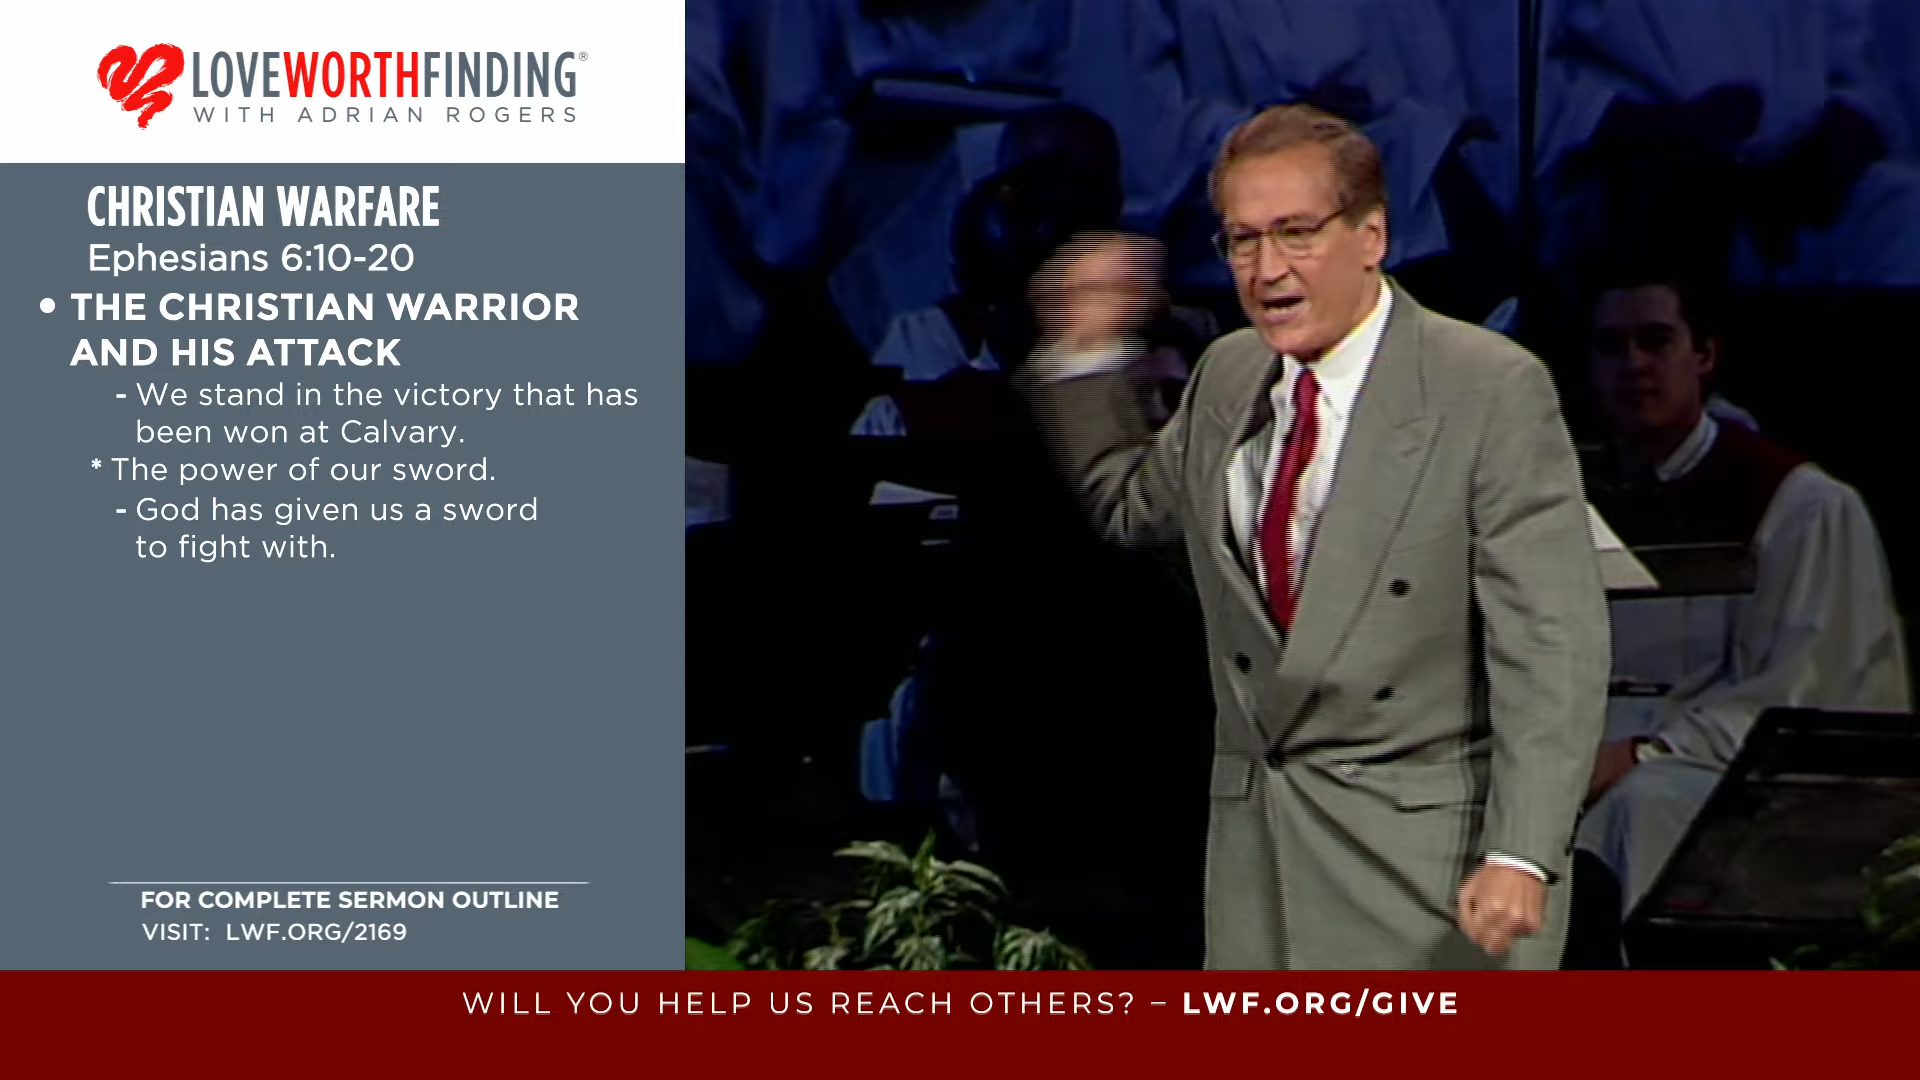 LOVEWORTHFINDING®
WITH ADRIAN ROGERS
CHRISTIAN WARFARE
Ephesians 6:10-20
• THE CHRISTIAN WARRIOR
AND HIS ATTACK
- We stand in the victory that has
been won at Calvary.
* The power of our sword.
- God has given us a sword
to fight with.
FOR COMPLETE SERMON OUTLINE
VISIT: LWF.ORG/2169
WILL YOU HELP US REACH OTHERS? – LWF.ORG/GIVE